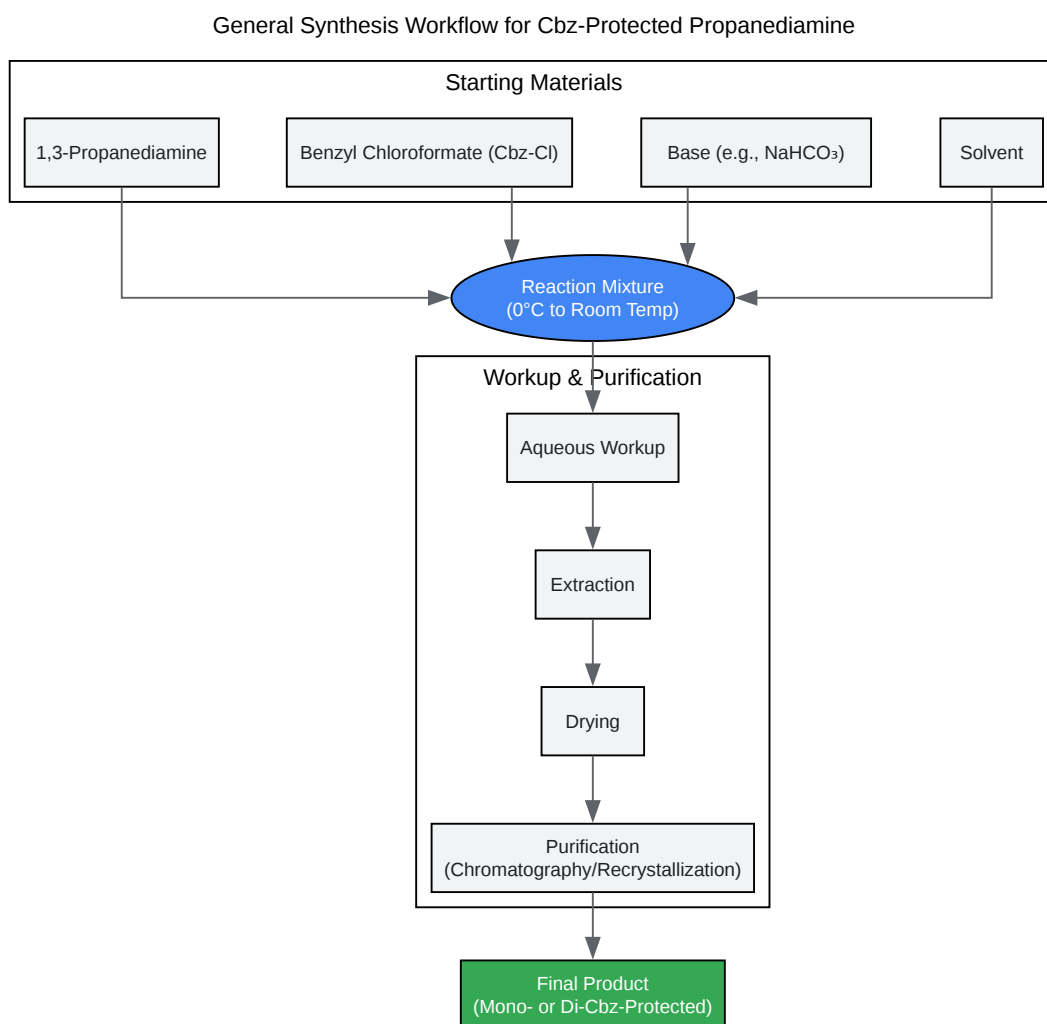 General Synthesis Workflow for Cbz-Protected Propanediamine
Starting Materials
1,3-Propanediamine
Benzyl Chloroformate (Cbz-Cl)
Base (e.g., NaHCO₃)
Solvent
Reaction Mixture
(0°C to Room Temp)
Workup & Purification
Aqueous Workup
Extraction
Drying
Purification
(Chromatography/Recrystallization)
Final Product
(Mono- or Di-Cbz-Protected)